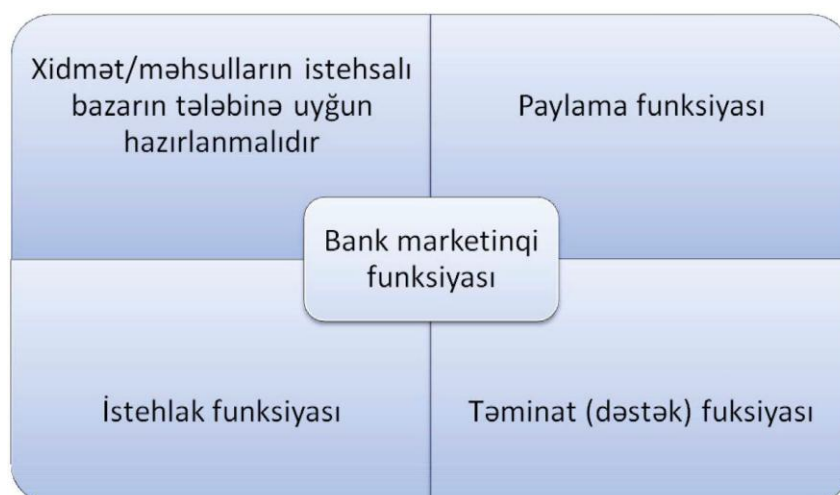 Xidmət/məhsulların istehsalı
bazarın tələbinə uyğun
hazırlanmalıdır
Paylama funksiyası
Bank marketinqi
funksiyası
İstehlak funksiyası
Təminat (dəstək) fuksiyası